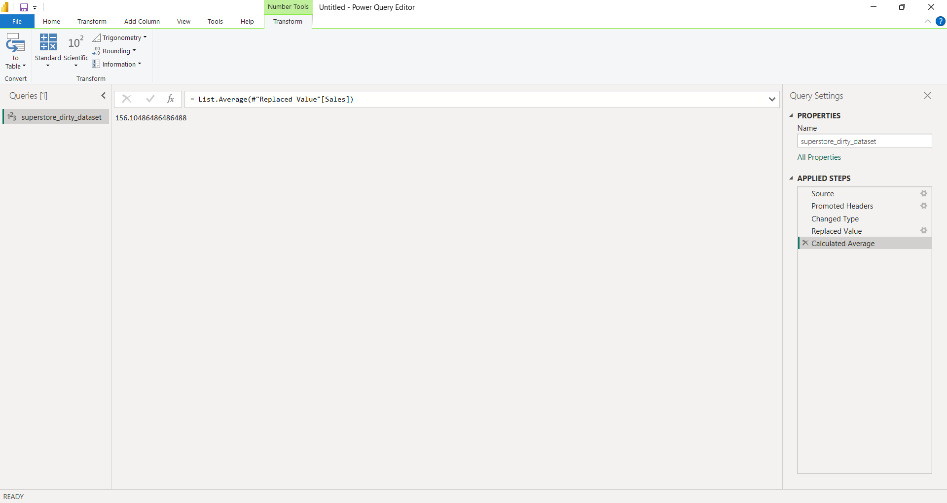 Number Tools
Untitled - Power Query Editor
File Home Transform Add Column View Tools Help Transform
To Table
Standard
Scientific
10²
Trigonometry
Rounding
Information
Convert
Transform
Queries [1]
superstore_dirty_dataset
= List.Average(#"Replaced Value"[Sales])
156.10486486486488
Query Settings
PROPERTIES
Name
superstore_dirty_dataset
All Properties
APPLIED STEPS
Source
Promoted Headers
Changed Type
Replaced Value
Calculated Average
READY